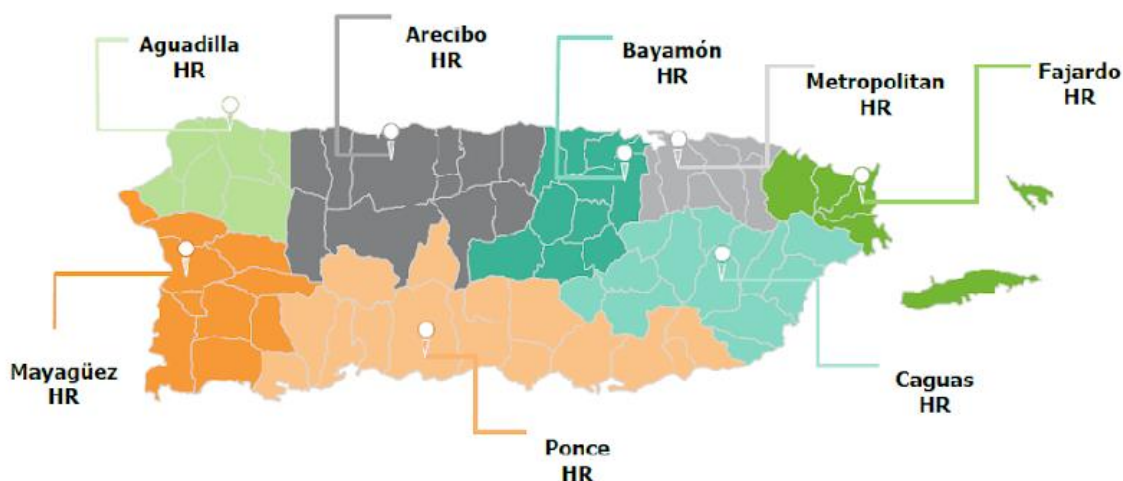 Aguadilla
HR
Arecibo
HR
Bayamón
HR
Metropolitan
HR
Fajardo
HR
Mayagüez
HR
Ponce
HR
Caguas
HR